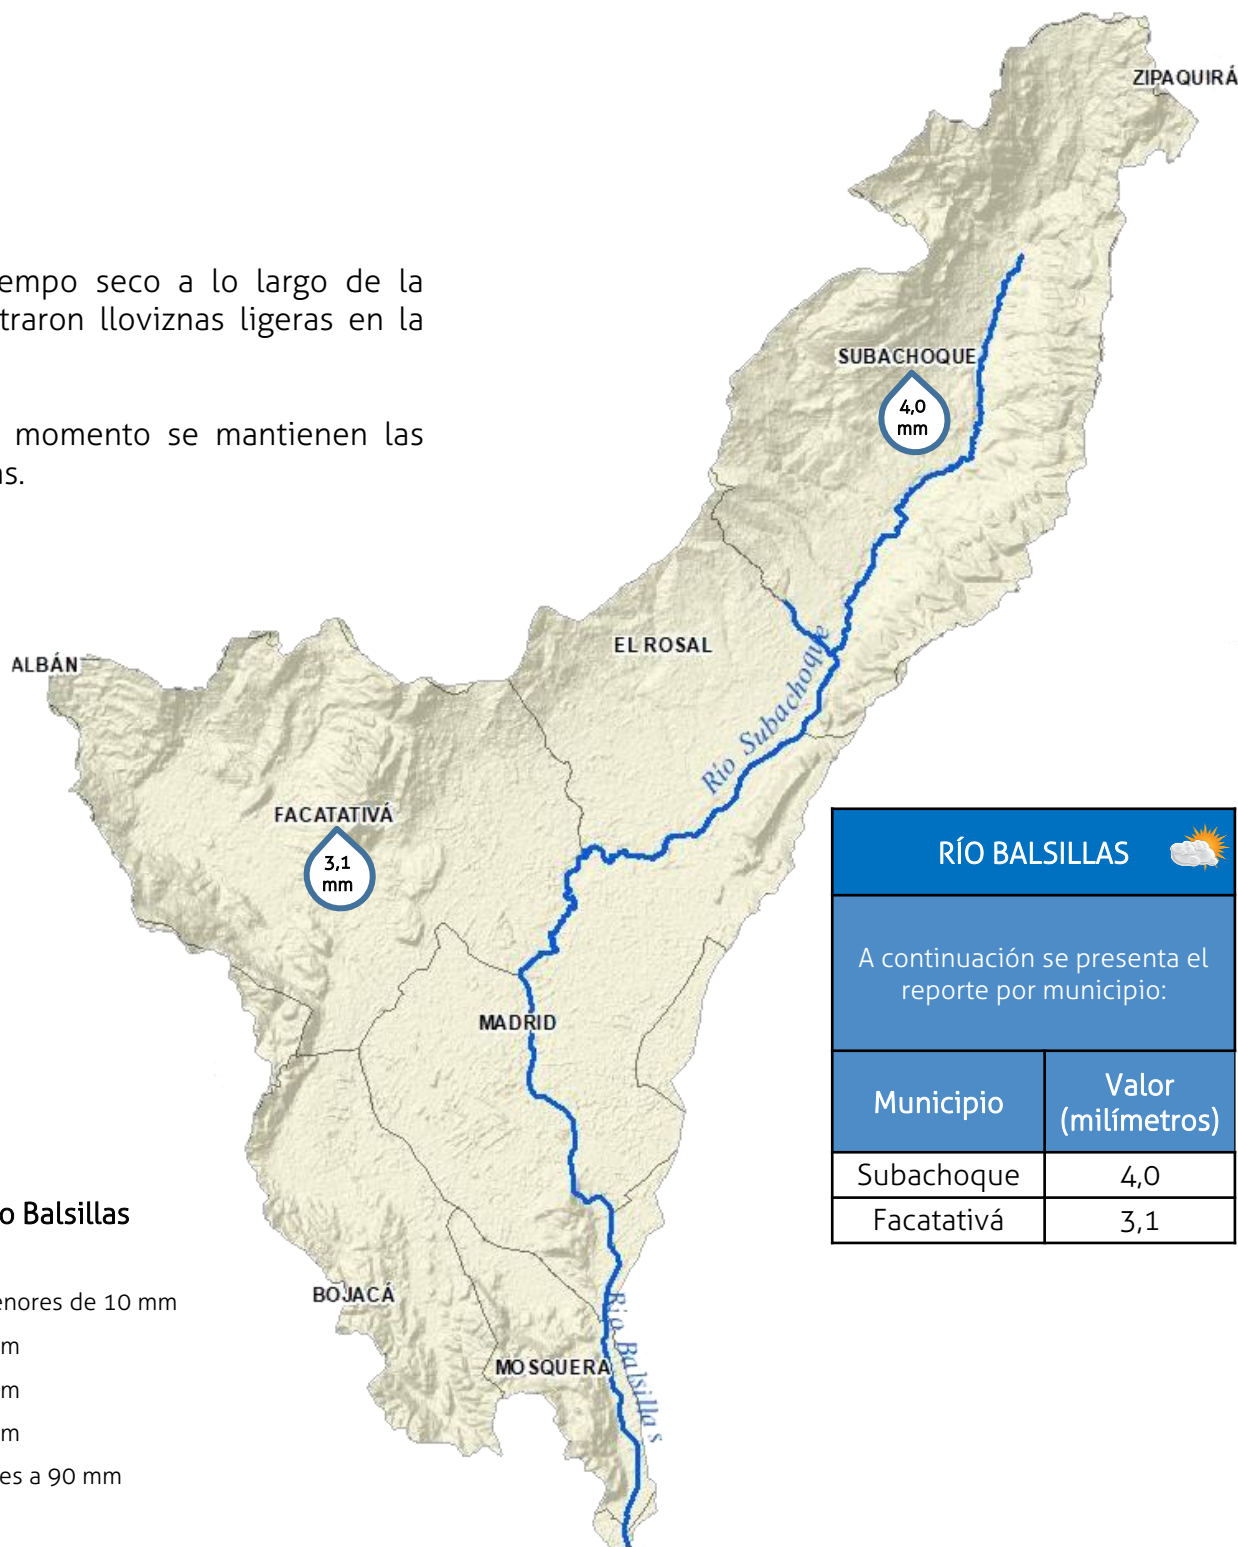 ZIPAQUIRÁ
empo seco a lo largo de la
traron lloviznas ligeras en la
momento se mantienen las
as.
SUBACHOQUE
4,0
mm
EL ROSAL
ALBÁN
Río Subachoque
FACATATIVÁ
3,1
mm
MADRID
RÍO BALSILLAS
A continuación se presenta el
reporte por municipio:
Municipio
Valor
(milímetros)
Subachoque 4,0
Facatativá 3,1
o Balsillas
enores de 10 mm
m
m
m
es a 90 mm
BOJACÁ
MOSQUERA
Río Balsillas